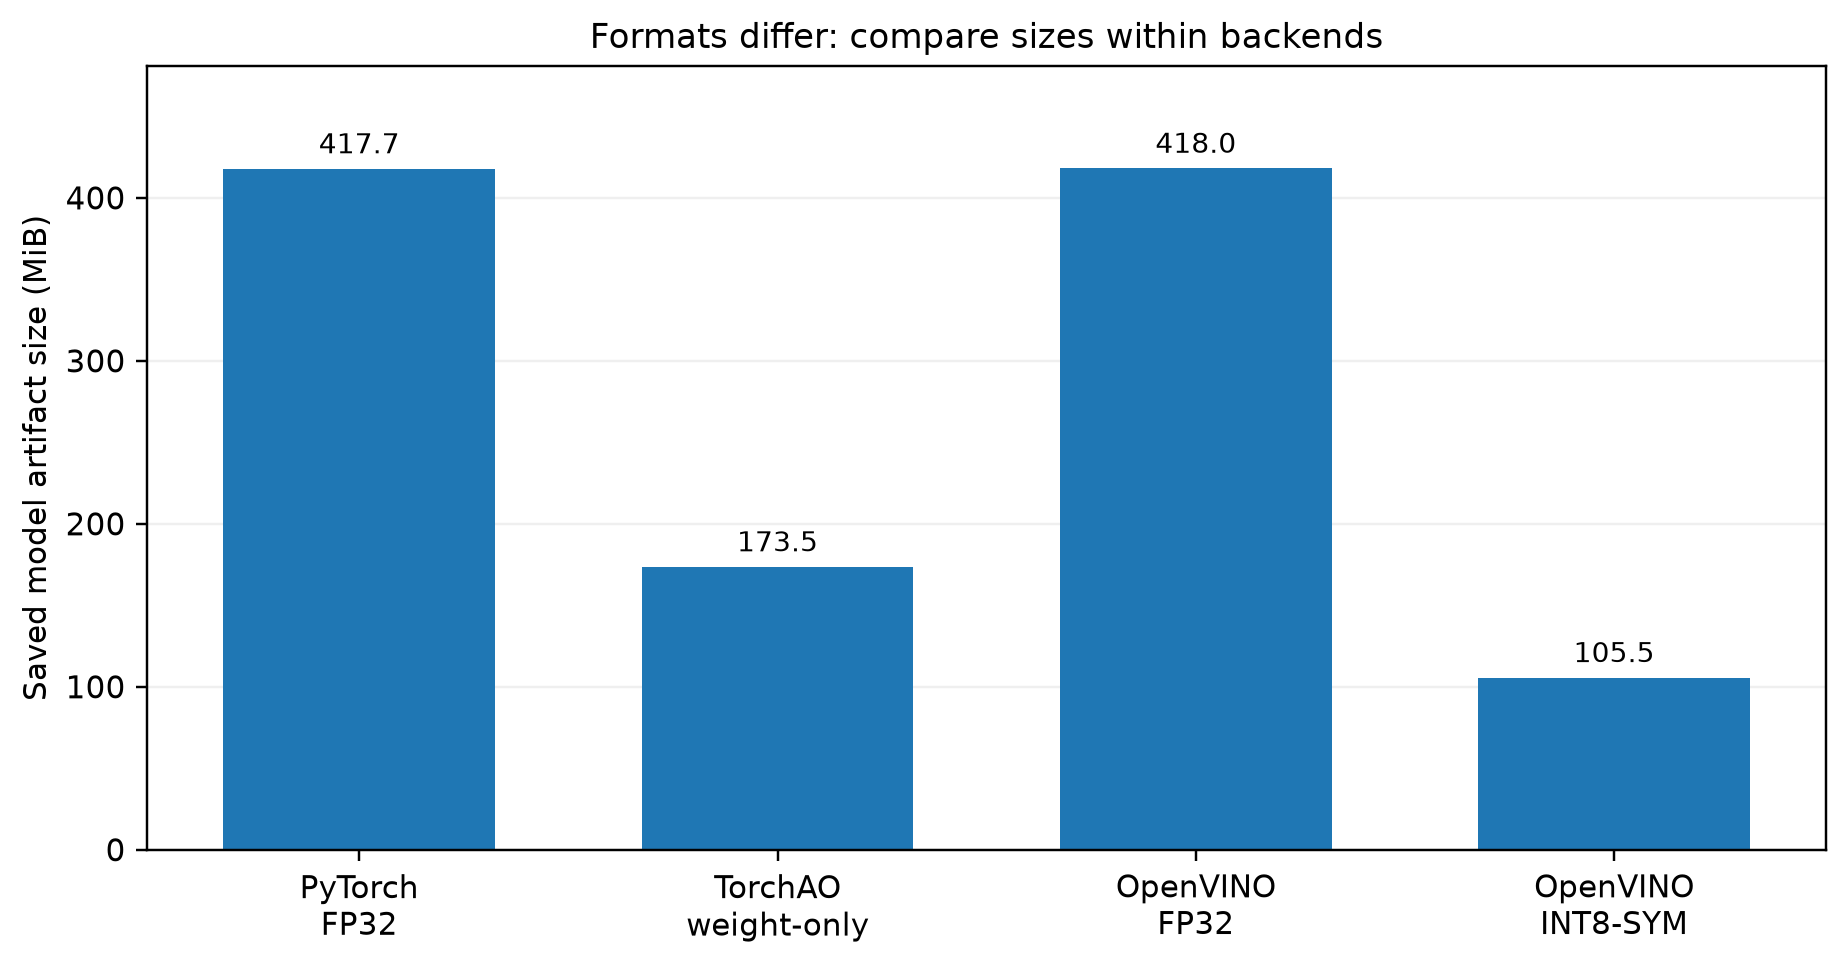 Formats differ: compare sizes within backends
Saved model artifact size (MiB)
400
300
200
100
0
417.7
173.5
418.0
105.5
PyTorch
FP32
TorchAO
weight-only
OpenVINO
FP32
OpenVINO
INT8-SYM